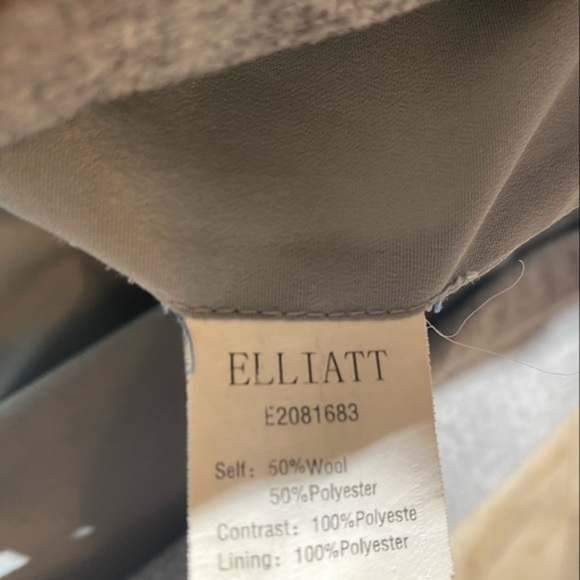 ELLIATT
E2081683
Self: 50%Wool
50%Polyester
Contrast: 100%Polyeste
Lining: 100%Polyester